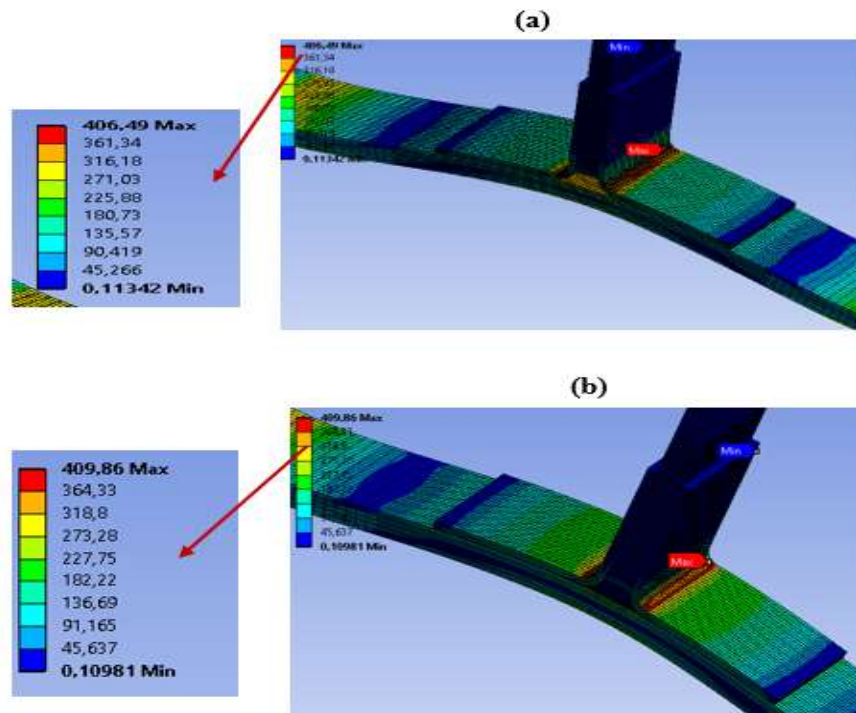 (a)
406.49 Max
361,34
316,18
406.49 Max
361,34
316,18
271,03
225,88
180,73
135,57
90,419
45,266
0.11342 Min
0.11342 Min
Min
Max
(b)
409.86 Max
409.86 Max
364,33
318,8
273,28
227,75
182,22
136,69
91,165
45,637
0.10981 Min
45,637
0.10981 Min
Min
Max